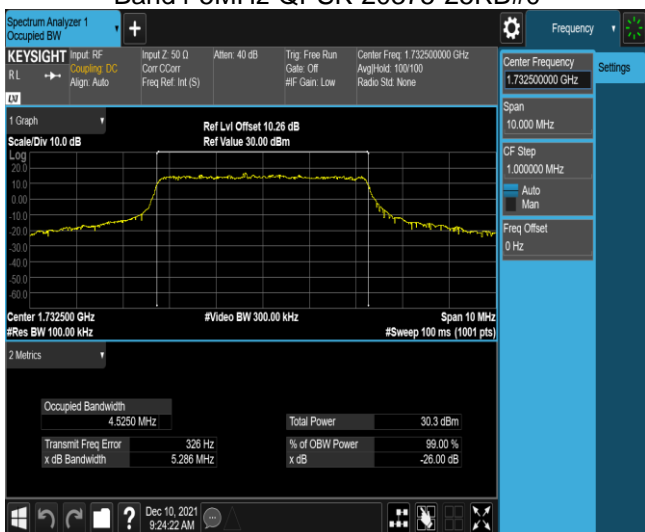 Spectrum Analyzer 1
Occupied BW
Frequency
KEYSIGHT
Input: RF
Coupling: DC
Align: Auto
Input Z: 50 Ω
Corr CCorr
Freq Ref: Int (S)
Atten: 40 dB
Trig: Free Run
Gate: Off
#IF Gain: Low
Center Freq: 1.732500000 GHz
Avg|Hold: 100/100
Radio Std: None
RL
LXI
Center Frequency
1.732500000 GHz
Settings
Span
10.000 MHz
CF Step
1.000000 MHz
Auto
Man
Freq Offset
0 Hz
1 Graph
Scale/Div 10.0 dB
Ref Lvl Offset 10.26 dB
Ref Value 30.00 dBm
Log
20.0
10.0
0.00
-10.0
-20.0
-30.0
-40.0
-50.0
-60.0
Center 1.732500 GHz
#Res BW 100.00 kHz
#Video BW 300.00 kHz
Span 10 MHz
#Sweep 100 ms (1001 pts)
2 Metrics
Occupied Bandwidth
4.5250 MHz
Total Power 30.3 dBm
Transmit Freq Error 326 Hz
% of OBW Power 99.00 %
x dB Bandwidth 5.286 MHz
x dB -26.00 dB
?
Dec 10, 2021
9:24:22 AM